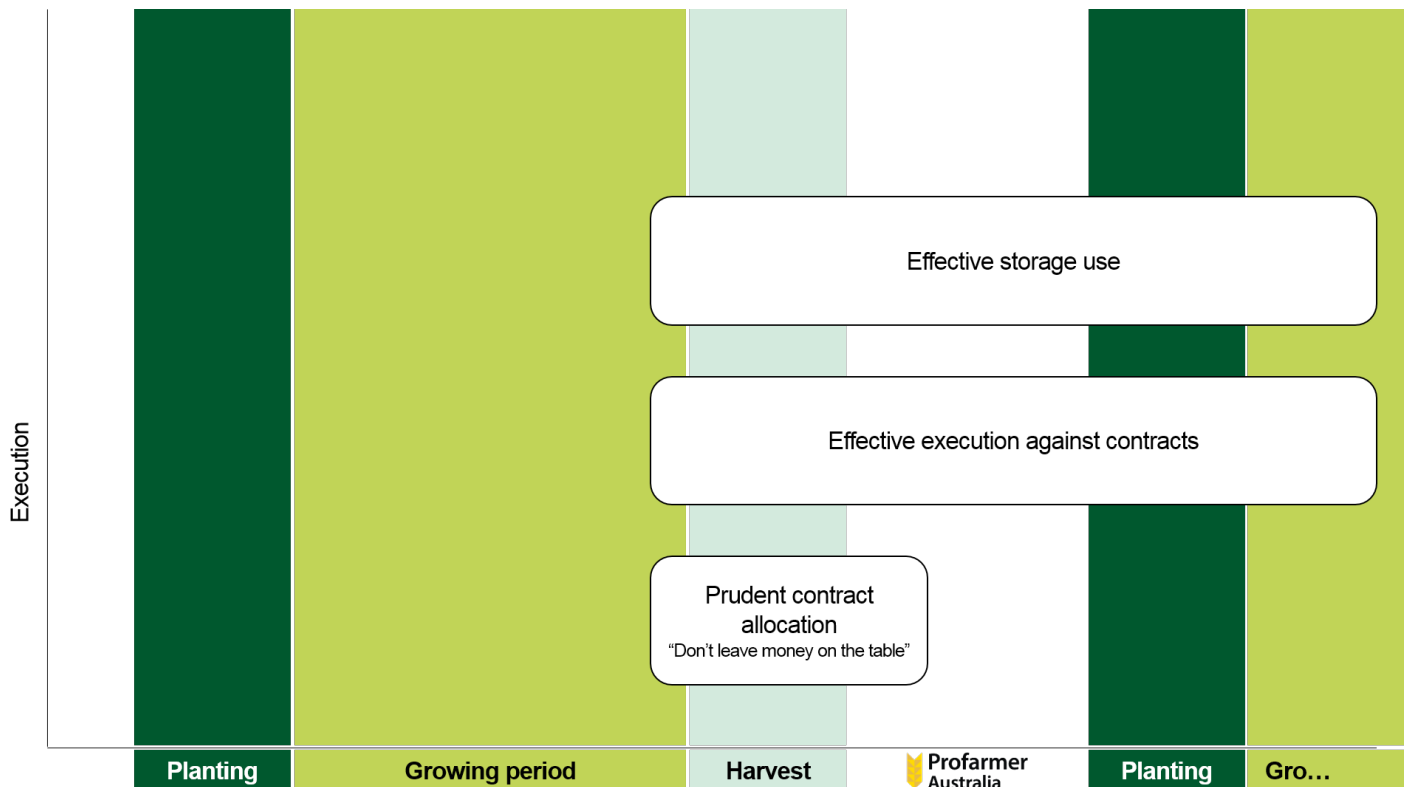 Effective storage use
Effective execution against contracts
Execution
Prudent contract
allocation
“Don’t leave money on the table”
Planting
Growing period
Harvest
Profarmer
Australia
Planting
Gro…